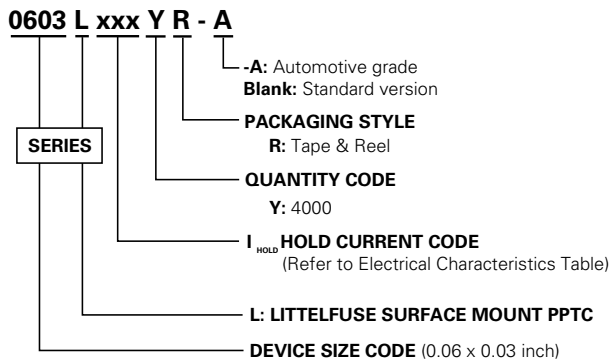 0603 L xxx Y R - A
-A: Automotive grade
Blank: Standard version
PACKAGING STYLE
R: Tape & Reel
SERIES
QUANTITY CODE
Y: 4000
I HOLD HOLD CURRENT CODE
(Refer to Electrical Characteristics Table)
L: LITTELFUSE SURFACE MOUNT PPTC
DEVICE SIZE CODE (0.06 x 0.03 inch)